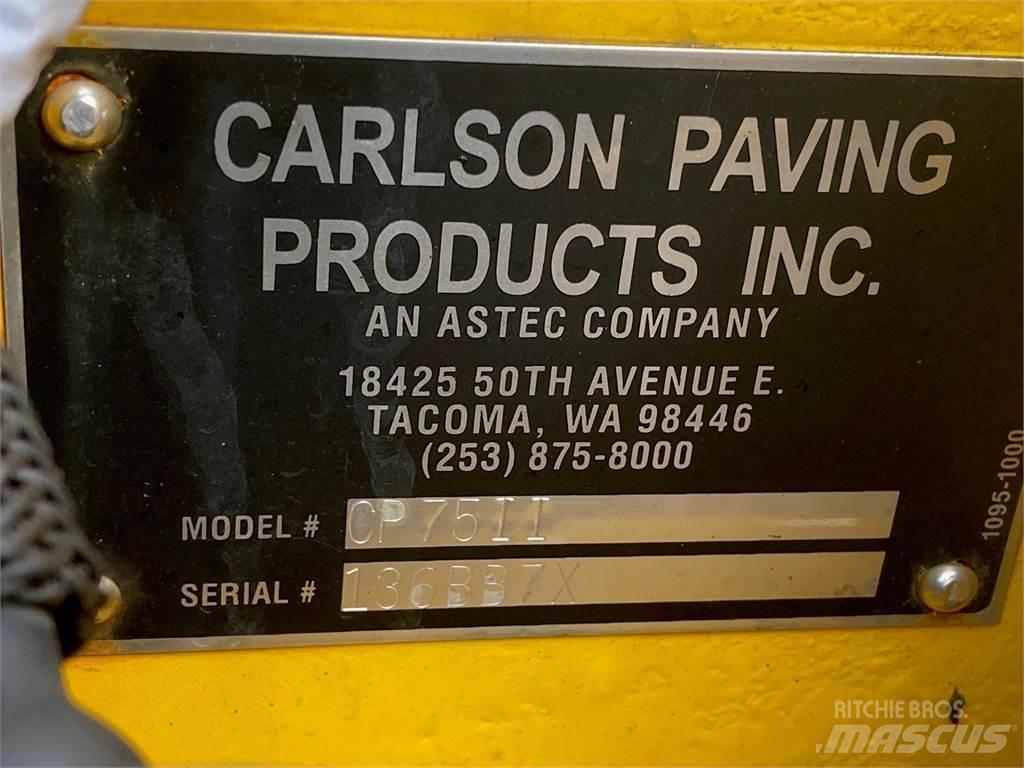 CARLSON PAVING
PRODUCTS INC.
AN ASTEC COMPANY
18425 50TH AVENUE E.
TACOMA, WA 98446
(253) 875-8000
MODEL # CP75II
SERIAL # 136BB7X
1095-1000
RITCHIE BROS.
MASCUS